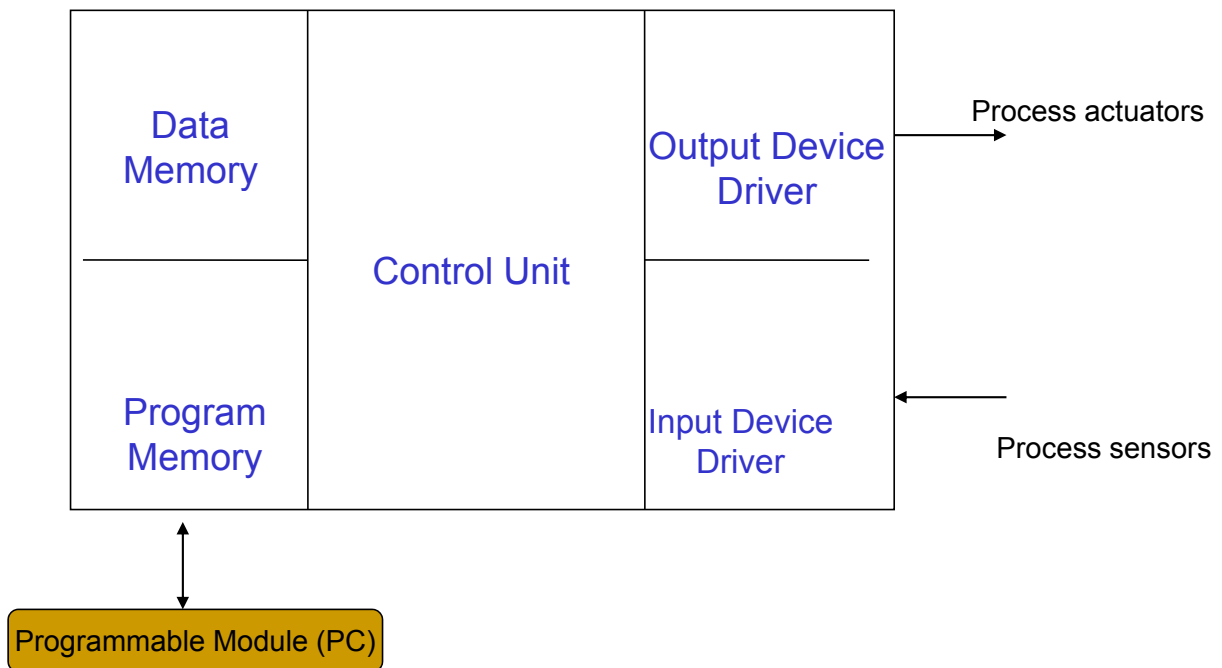 Data
Memory
Control Unit
Output Device
Driver
Process actuators
Program
Memory
Input Device
Driver
Process sensors
Programmable Module (PC)